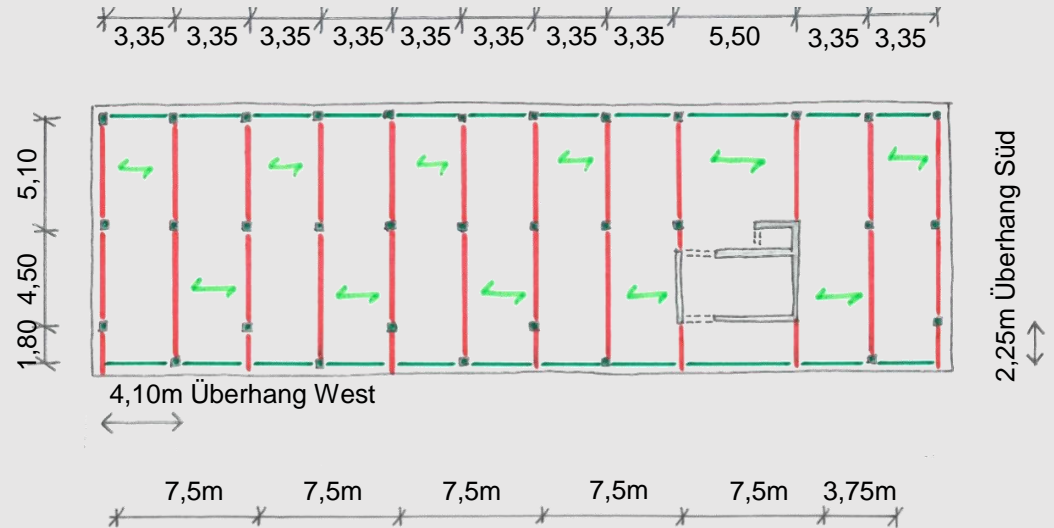 3,35 3,35 3,35 3,35 3,35 3,35 3,35 3,35 5,50 3,35 3,35
5,10
4,50
1,80
2,25m Überhang Süd
4,10m Überhang West
7,5m 7,5m 7,5m 7,5m 7,5m 3,75m